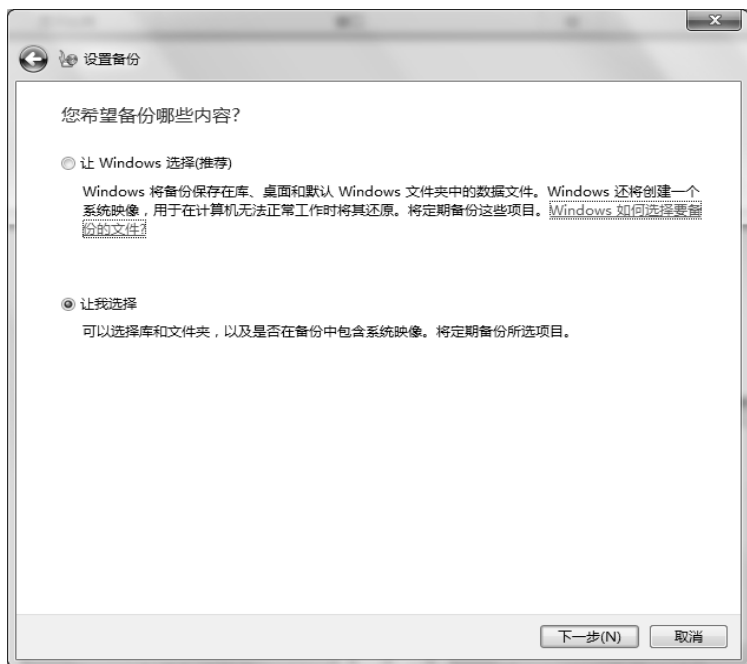 设置备份
您希望备份哪些内容?
让 Windows 选择(推荐)
Windows 将备份保存在库、桌面和默认 Windows 文件夹中的数据文件。Windows 还将创建一个
系统映像，用于在计算机无法正常工作时将其还原。将定期备份这些项目。Windows 如何选择要备
份的文件?
让我选择
可以选择库和文件夹，以及是否在备份中包含系统映像。将定期备份所选项目。
下一步(N)
取消